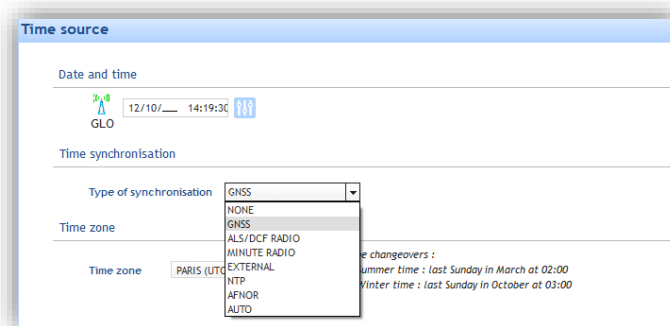 Time source
Date and time
12/10/ 14:19:30
GLO
Time synchronisation
Type of synchronisation GNSS
NONE
GNSS
ALS/DCF RADIO
MINUTE RADIO
EXTERNAL
NTP
AFNOR
AUTO
Time zone
changeovers :
Time zone PARIS (UTC
time : last Sunday in March at 02:00
time : last Sunday in October at 03:00